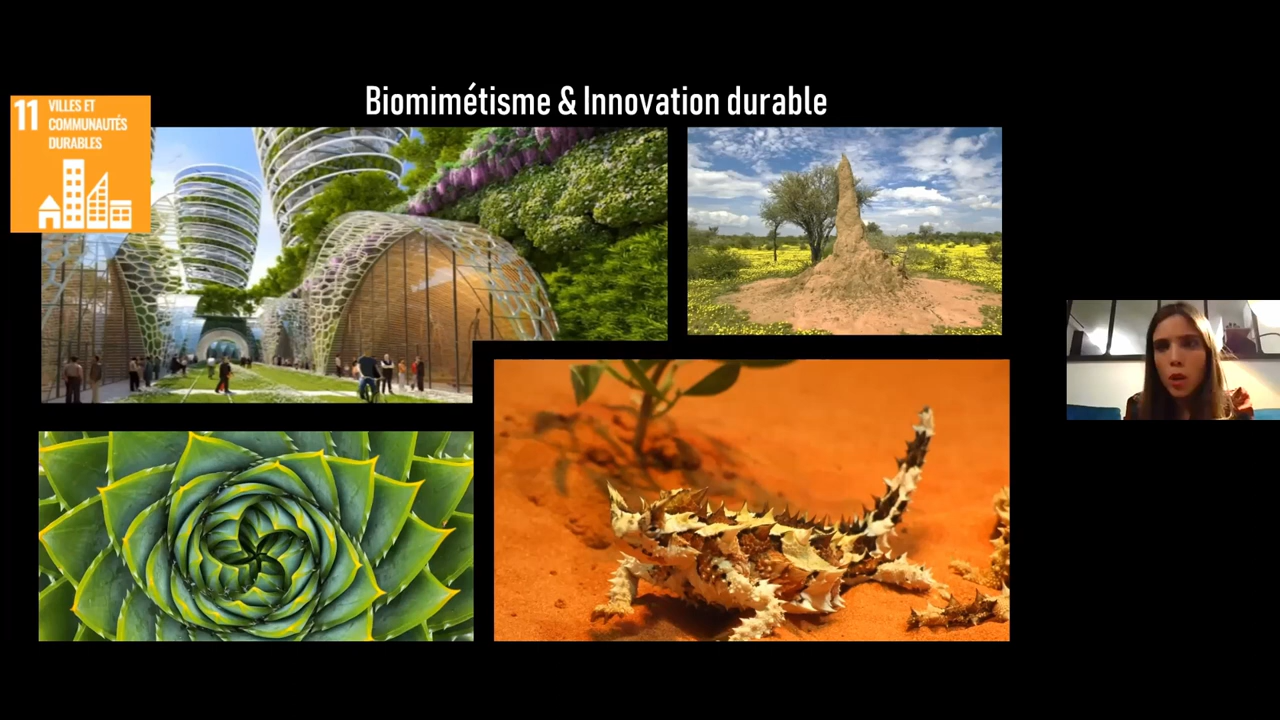 Biomimétisme & Innovation durable
11 VILLES ET
COMMUNAUTÉS
DURABLES